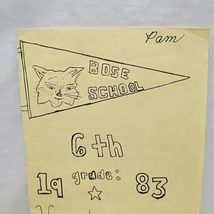 Pam
BOSE
SCHOOL
6th
grade:
19 83